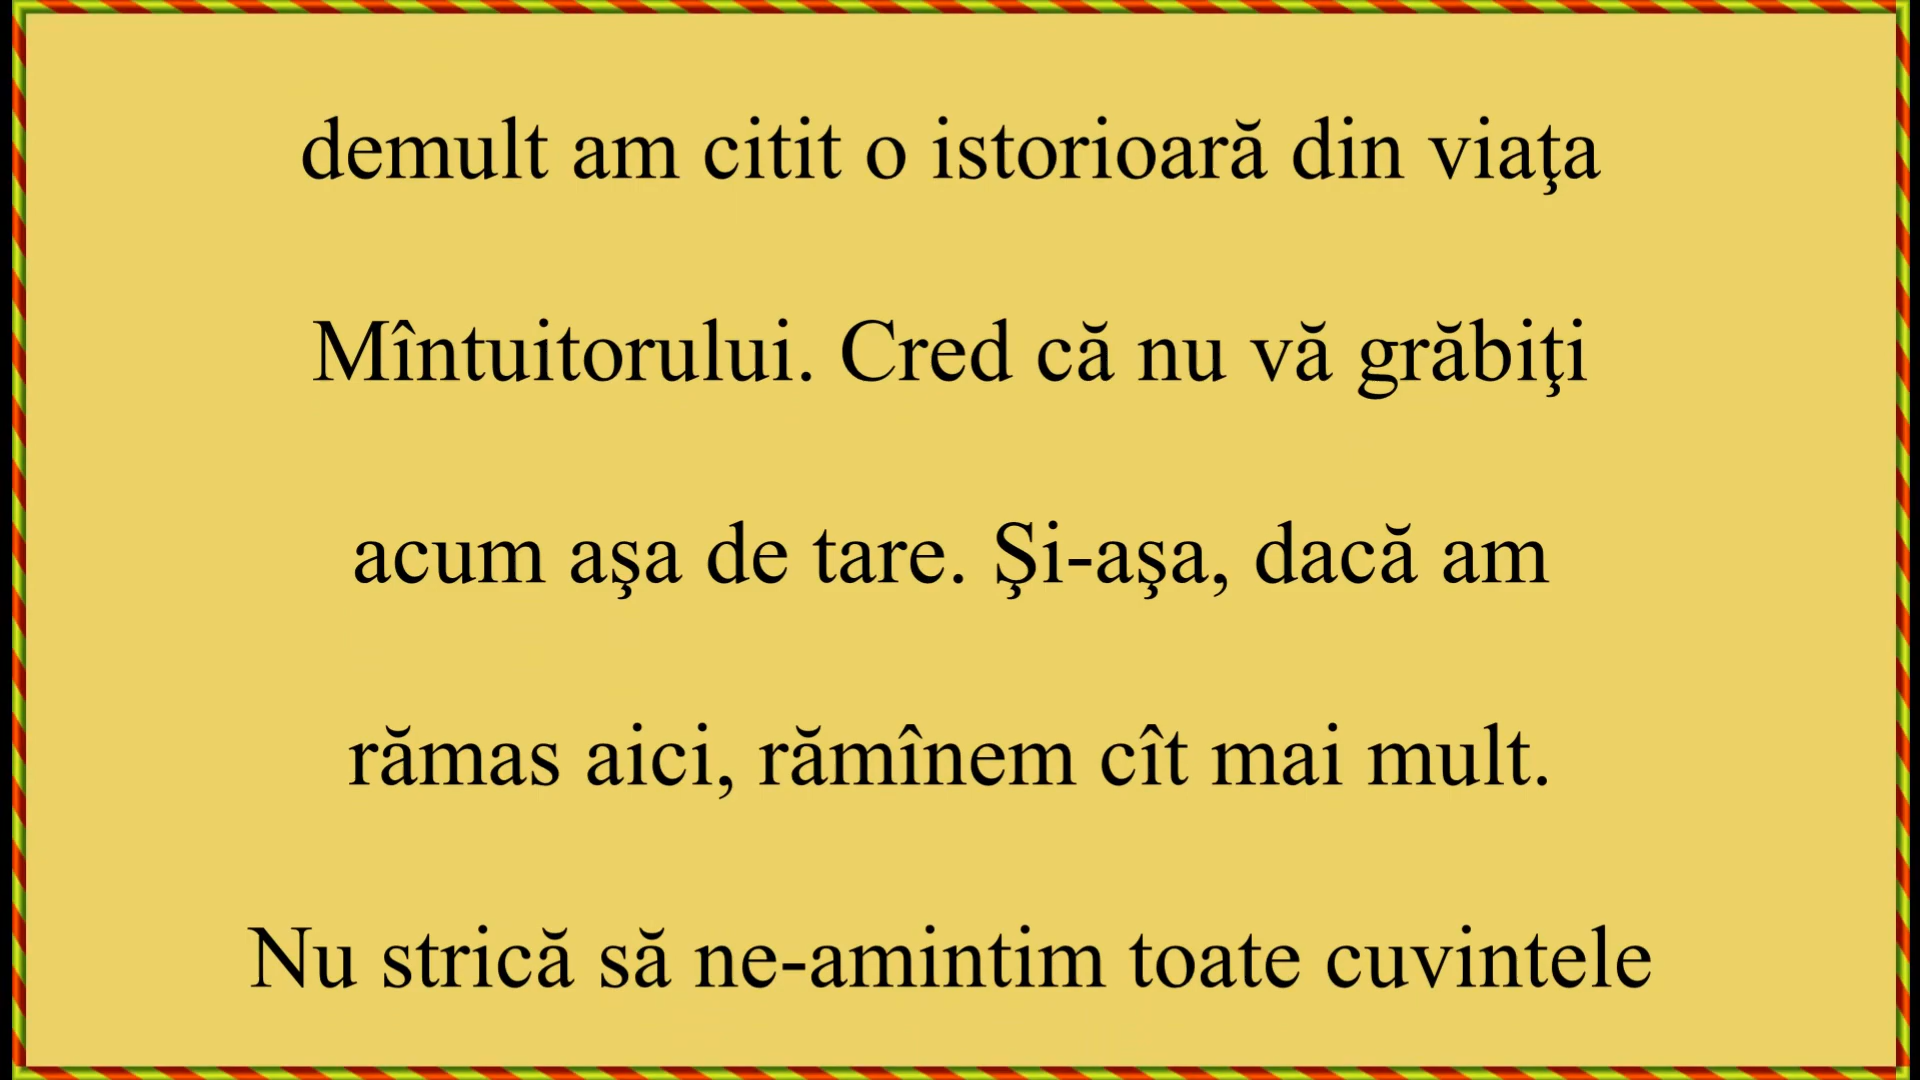 demult am citit o istorioară din viaţa
Mîntuitorului. Cred că nu vă grăbiţi
acum aşa de tare. Şi-aşa, dacă am
rămas aici, rămînem cît mai mult.
Nu strică să ne-amintim toate cuvintele